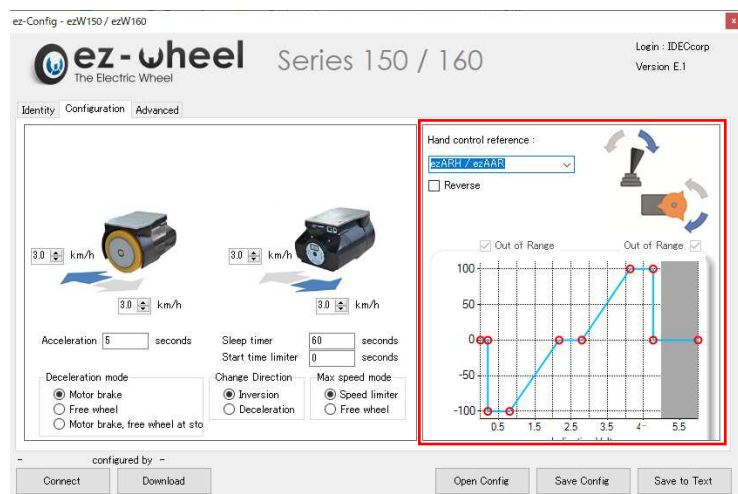 ez-Config - ezW150 / ezW160
x
ez-wheel
The Electric Wheel
Series 150 / 160
Login : IDECcorp
Version E.1
Identity
Configuration
Advanced
3.0 km/h
3.0 km/h
3.0 km/h
3.0 km/h
Acceleration 5 seconds
Sleep timer 60 seconds
Start time limiter 0 seconds
Deceleration mode
Motor brake
Free wheel
Motor brake, free wheel at sto
Change Direction
Inversion
Deceleration
Max speed mode
Speed limiter
Free wheel
Hand control reference :
ezARH / ezAAR
Reverse
Out of Range
Out of Range
100
50
0
-50
-100
0.5 1.5 2.5 3.5 4- 5.5
- configured by -
Connect
Download
Open Config
Save Config
Save to Text